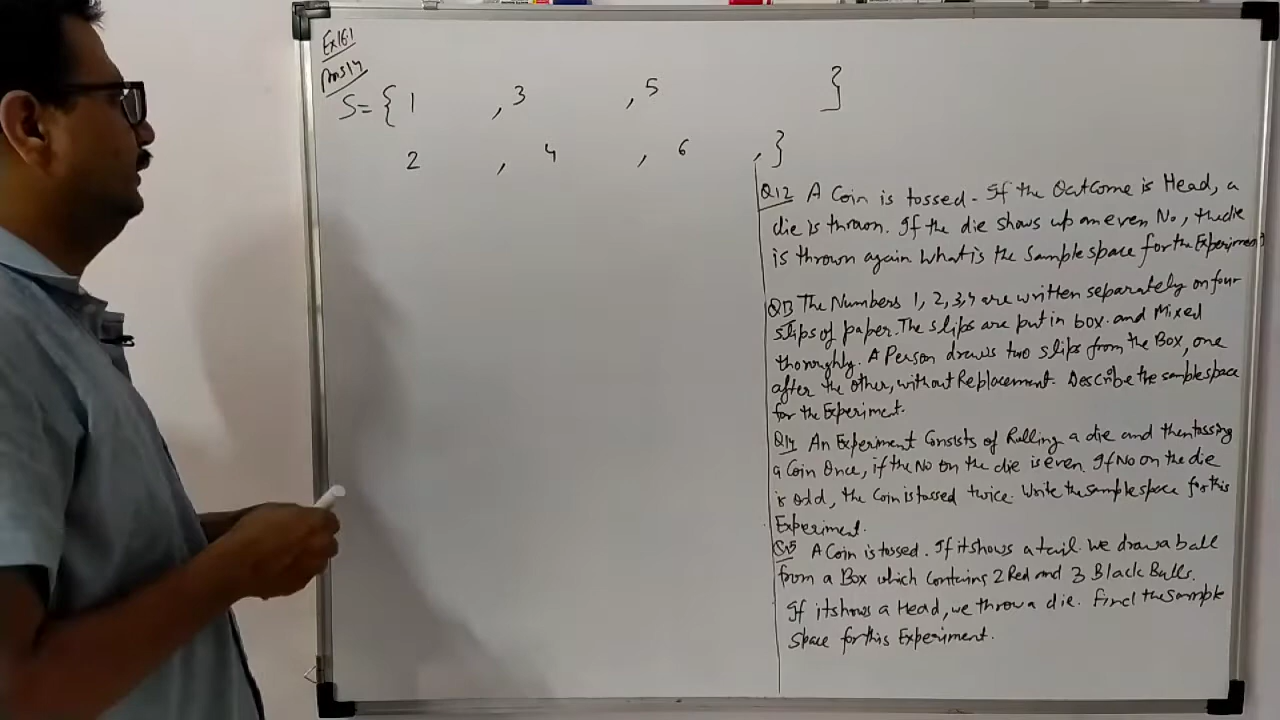 Ex16.1
Ans14
S= { 1 , 3 , 5 }
2 , 4 , 6 , }
Q12 A Coin is tossed. If the Outcome is Head, a
die is thrown. If the die shows up an even No, the die
is thrown again What is the Sample space for the Experiment?
Q13 The Numbers 1, 2, 3, 4 are written separately on four
slips of paper. The slips are put in box and Mixed
thoroughly. A Person draws two slips from the Box, one
after the other, without Replacement. Describe the sample space
for the Experiment.
Q14 An Experiment Consists of Rolling a die and then tossing
a Coin Once, if the No on the die is even. If No on the die
is odd, the Coin is tossed twice. Write the sample space for this
Experiment.
Q15 A Coin is tossed. If it shows a tail we draw a ball
from a Box which Contains 2 Red and 3 Black Balls.
If it shows a Head, we throw a die. Find the sample
Space for this Experiment.